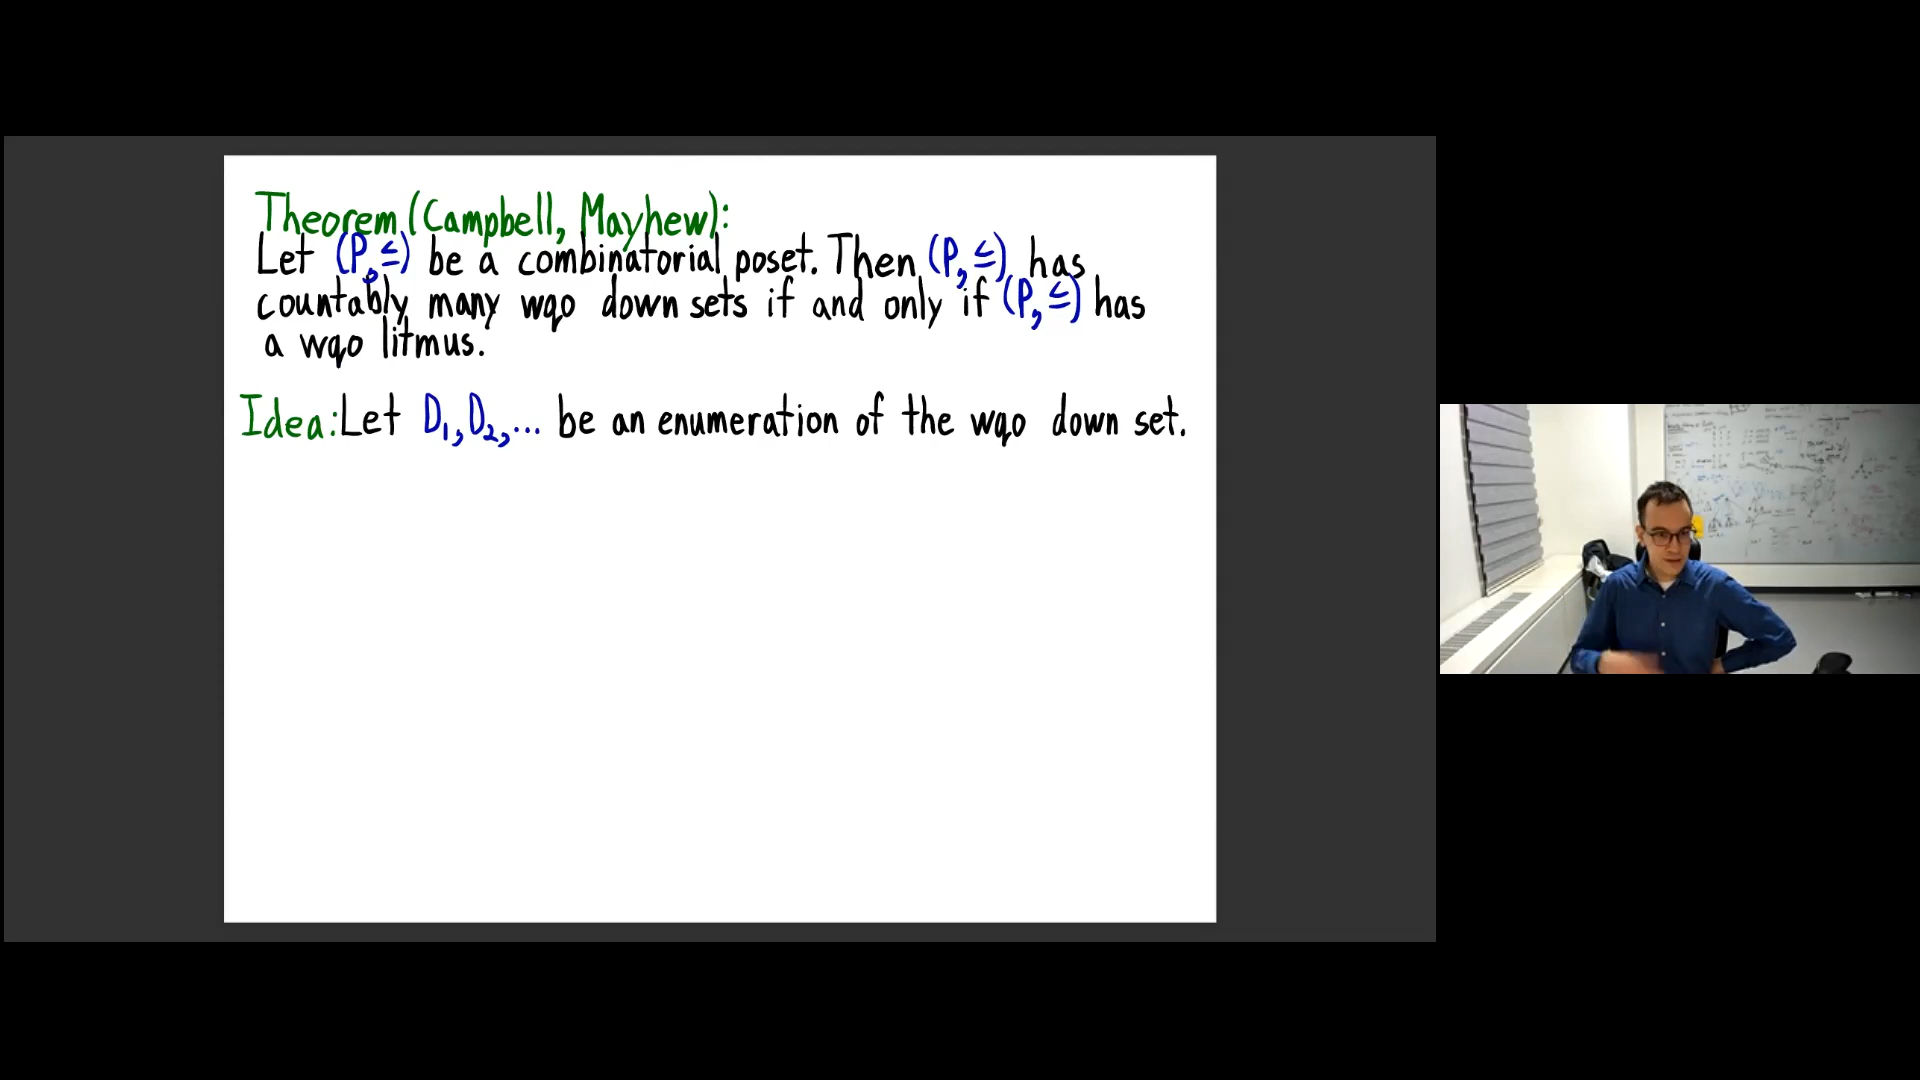 Theorem (Campbell, Mayhew):
Let (P,≤) be a combinatorial poset. Then (P,≤) has
countably many wqo down sets if and only if (P,≤) has
a wqo litmus.
Idea: Let D₁,D₂,... be an enumeration of the wqo down set.